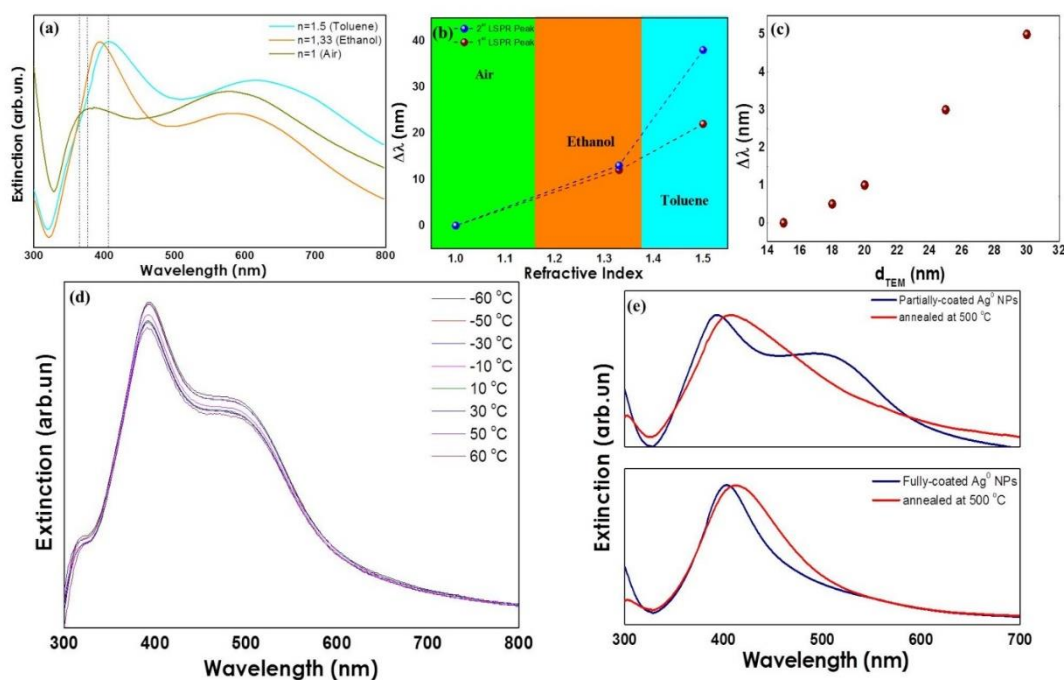 (a)
n=1.5 (Toluene)
n=1,33 (Ethanol)
n=1 (Air)
Extinction (arb.un.)
300 400 500 600 700 800
Wavelength (nm)
(b)
2nd LSPR Peak
1st LSPR Peak
Air
Ethanol
Toluene
Δλ (nm)
40
30
20
10
0
1.0 1.1 1.2 1.3 1.4 1.5
Refractive Index
(c)
Δλ (nm)
5
4
3
2
1
0
14 16 18 20 22 24 26 28 30 32
dTEM (nm)
(d)
-60 °C
-50 °C
-30 °C
-10 °C
10 °C
30 °C
50 °C
60 °C
Extinction (arb.un)
300 400 500 600 700 800
Wavelength (nm)
(e)
Partially-coated Ag⁰ NPs
annealed at 500 °C
Fully-coated Ag⁰ NPs
annealed at 500 °C
Extinction (arb.un)
300 400 500 600 700
Wavelength (nm)